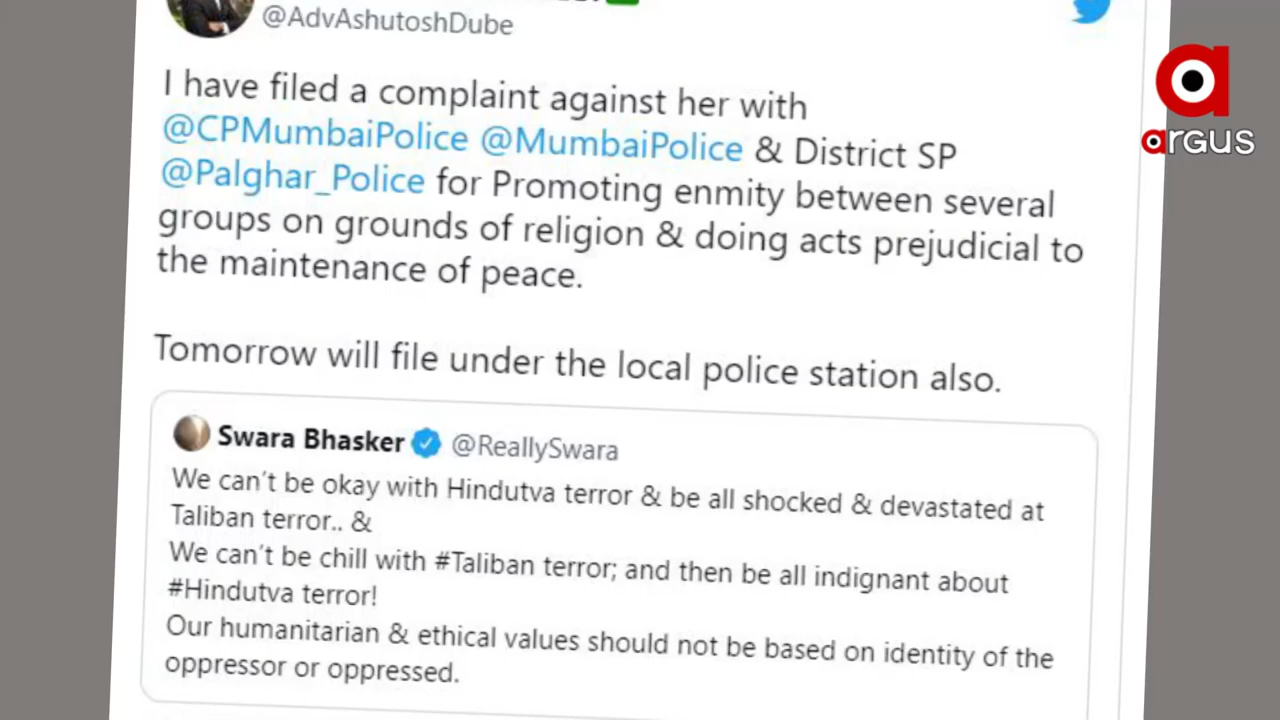 @AdvAshutoshDube
I have filed a complaint against her with
@CPMumbaiPolice @MumbaiPolice & District SP
@Palghar_Police for Promoting enmity between several
groups on grounds of religion & doing acts prejudicial to
the maintenance of peace.
Tomorrow will file under the local police station also.
Swara Bhasker @ReallySwara
We can't be okay with Hindutva terror & be all shocked & devastated at
Taliban terror.. &
We can't be chill with #Taliban terror; and then be all indignant about
#Hindutva terror!
Our humanitarian & ethical values should not be based on identity of the
oppressor or oppressed.
a
argus